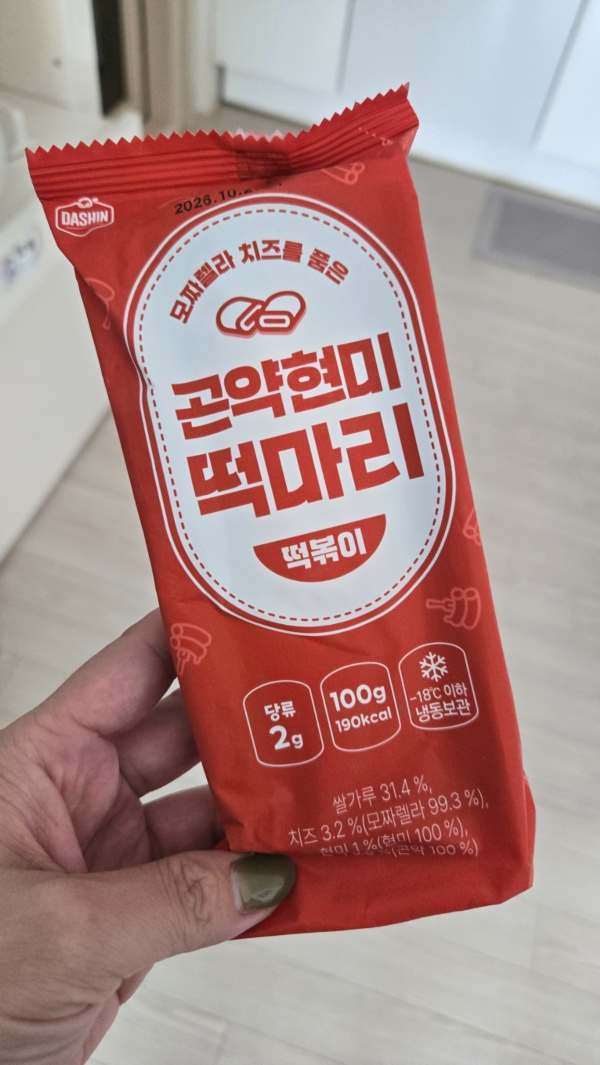 DASHIN
모짜렐라 치즈를 품은
곤약현미
떡마리
떡볶이
당류
2g
100g
190kcal
-18℃ 이하
냉동보관
쌀가루 31.4 %,
치즈 3.2 %(모짜렐라 99.3 %),
100 %)